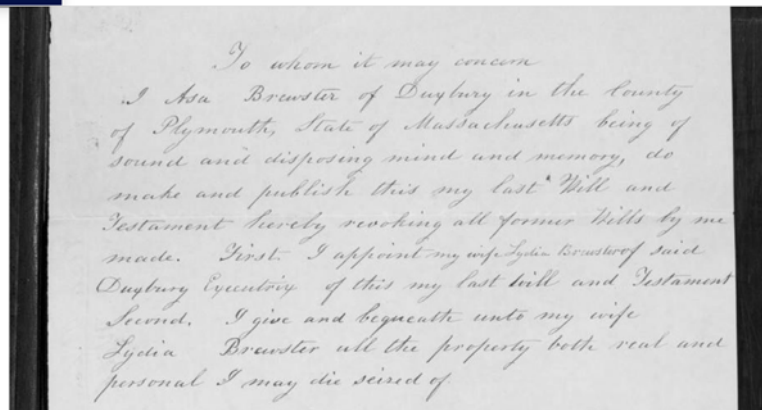 To whom it may concern
I Asa Brewster of Duxbury in the County
of Plymouth, State of Massachusetts being of
sound and disposing mind and memory, do
make and publish this my last Will and
Testament hereby revoking all former Wills by me
made. First. I appoint my wife Lydia Brewster of said
Duxbury Executrix of this my last will and Testament
Second. I give and bequeath unto my wife
Lydia Brewster all the property both real and
personal I may die seized of.